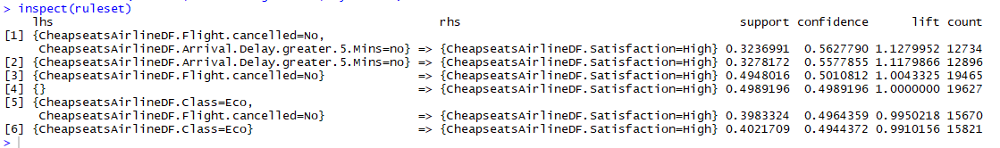 > inspect(ruleset)
lhs rhs support confidence lift count
[1] {CheapseatsAirlineDF.Flight.cancelled=No,
CheapseatsAirlineDF.Arrival.Delay.greater.5.Mins=no} => {CheapseatsAirlineDF.Satisfaction=High} 0.3236991 0.5627790 1.1279952 12734
[2] {CheapseatsAirlineDF.Arrival.Delay.greater.5.Mins=no} => {CheapseatsAirlineDF.Satisfaction=High} 0.3278172 0.5577855 1.1179866 12896
[3] {CheapseatsAirlineDF.Flight.cancelled=No} => {CheapseatsAirlineDF.Satisfaction=High} 0.4948016 0.5010812 1.0043325 19465
[4] {} => {CheapseatsAirlineDF.Satisfaction=High} 0.4989196 0.4989196 1.0000000 19627
[5] {CheapseatsAirlineDF.Class=Eco,
CheapseatsAirlineDF.Flight.cancelled=No} => {CheapseatsAirlineDF.Satisfaction=High} 0.3983324 0.4964359 0.9950218 15670
[6] {CheapseatsAirlineDF.Class=Eco} => {CheapseatsAirlineDF.Satisfaction=High} 0.4021709 0.4944372 0.9910156 15821
>